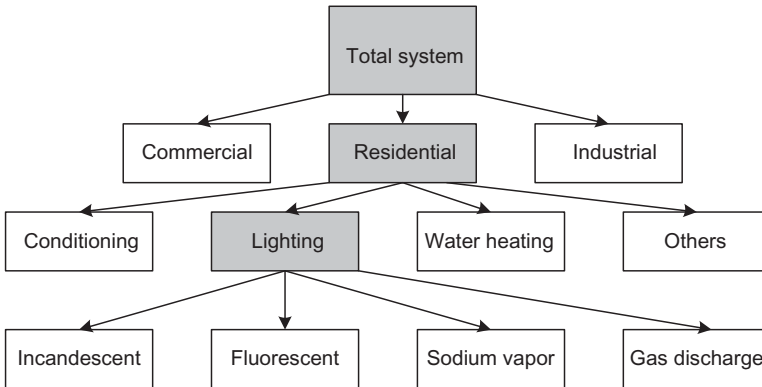 Total system
Commercial
Residential
Industrial
Conditioning
Lighting
Water heating
Others
Incandescent
Fluorescent
Sodium vapor
Gas discharge